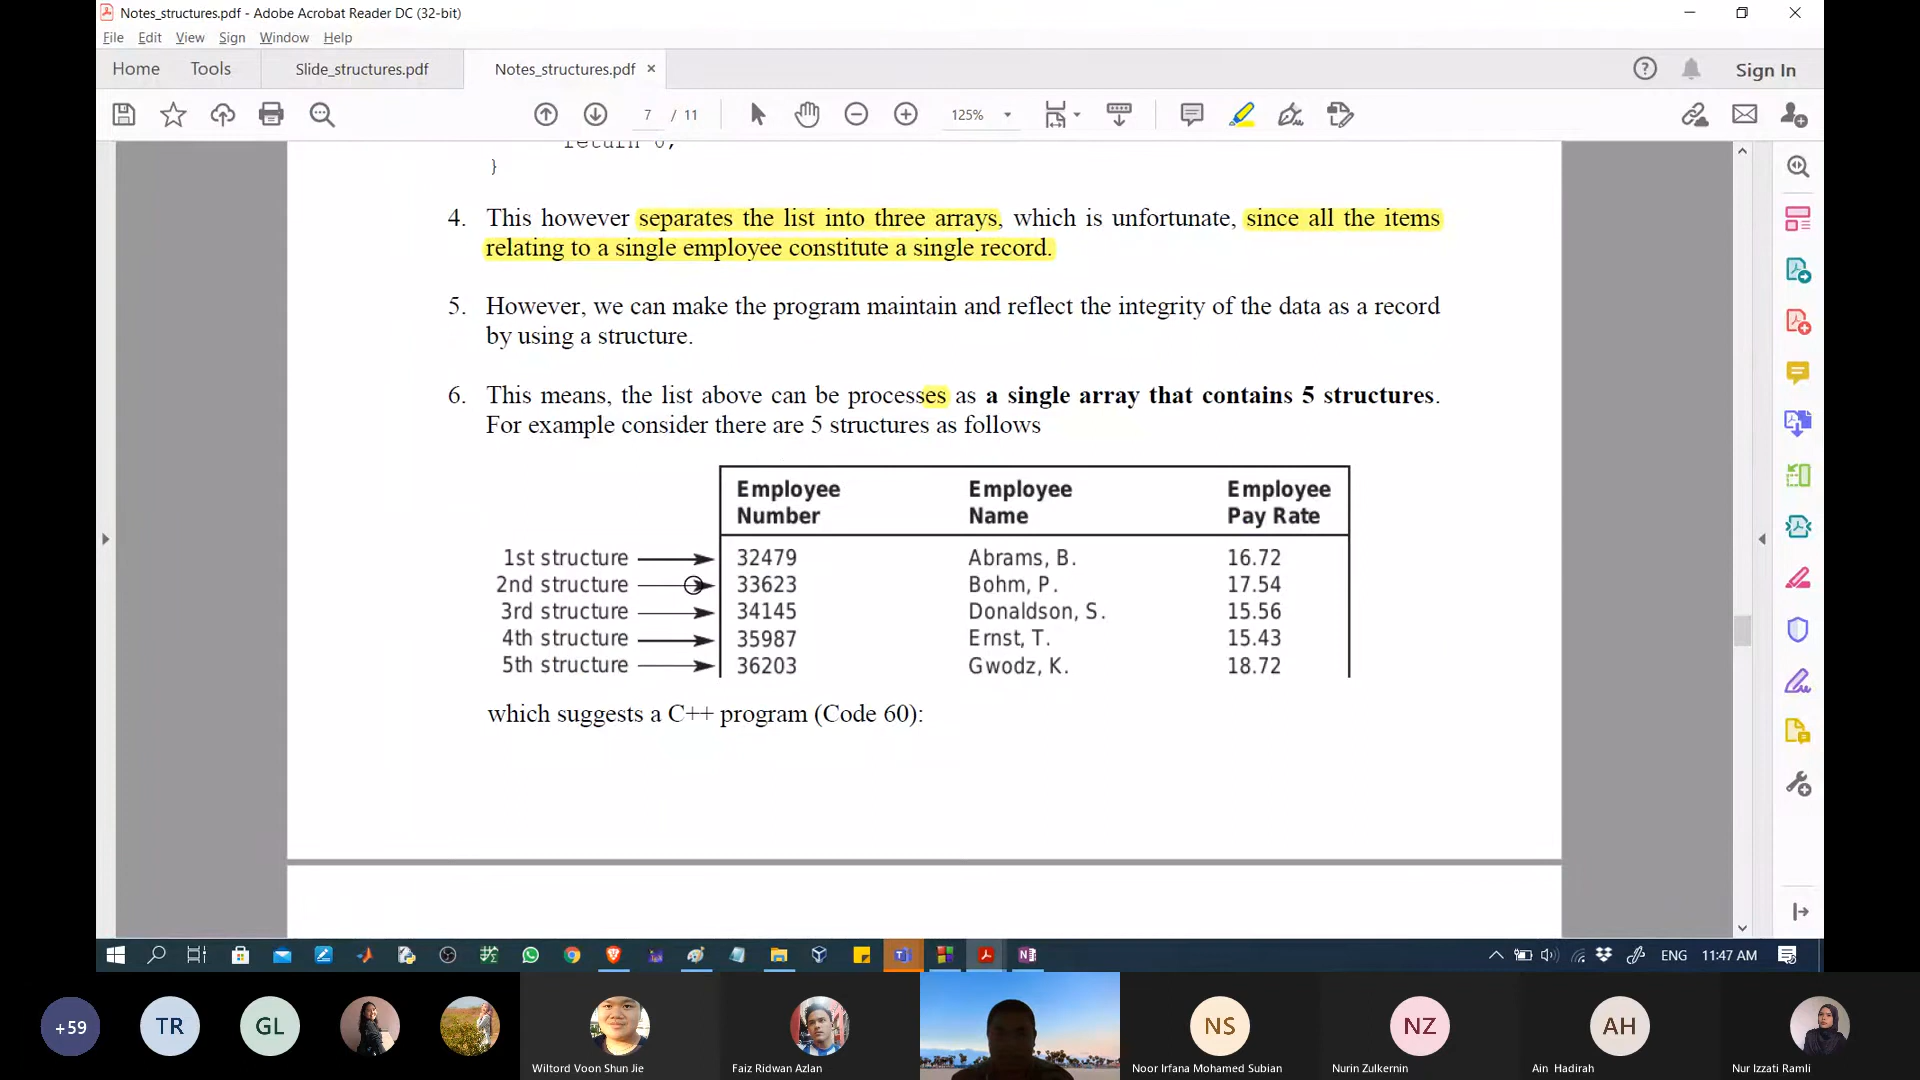 Notes_structures.pdf - Adobe Acrobat Reader DC (32-bit)
File Edit View Sign Window Help
Home Tools Slide_structures.pdf Notes_structures.pdf × Sign In
7 / 11 125%
return 0;
}
4. This however separates the list into three arrays, which is unfortunate, since all the items
relating to a single employee constitute a single record.
5. However, we can make the program maintain and reflect the integrity of the data as a record
by using a structure.
6. This means, the list above can be processes as a single array that contains 5 structures.
For example consider there are 5 structures as follows
Employee Employee Employee
Number Name Pay Rate
1st structure 32479 Abrams, B. 16.72
2nd structure 33623 Bohm, P. 17.54
3rd structure 34145 Donaldson, S. 15.56
4th structure 35987 Ernst, T. 15.43
5th structure 36203 Gwodz, K. 18.72
which suggests a C++ program (Code 60):
ENG 11:47 AM
+59 TR GL NS NZ AH
Wiltord Voon Shun Jie Faiz Ridwan Azlan Noor Irfana Mohamed Subian Nurin Zulkernin Ain Hadirah Nur Izzati Ramli